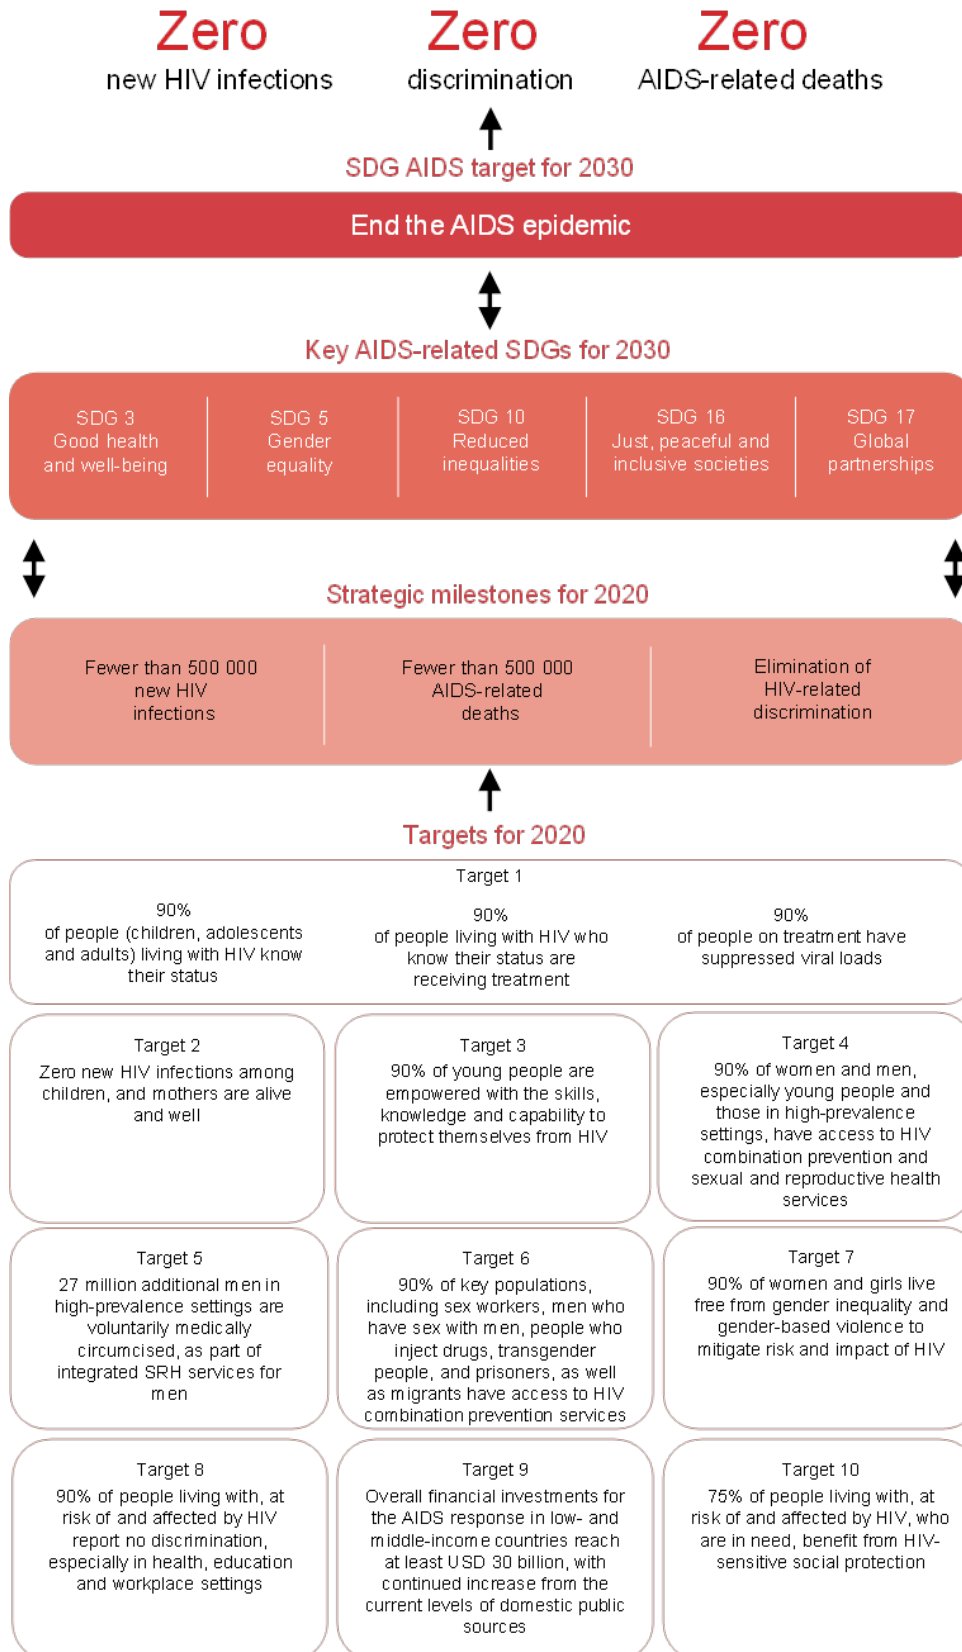 Zero
new HIV infections
Zero
discrimination
Zero
AIDS-related deaths
SDG AIDS target for 2030
End the AIDS epidemic
Key AIDS-related SDGs for 2030
SDG 3
Good health
and well-being
SDG 5
Gender
equality
SDG 10
Reduced
inequalities
SDG 16
Just, peaceful and
inclusive societies
SDG 17
Global
partnerships
Strategic milestones for 2020
Fewer than 500 000
new HIV
infections
Fewer than 500 000
AIDS-related
deaths
Elimination of
HIV-related
discrimination
Targets for 2020
Target 1
90%
of people (children, adolescents
and adults) living with HIV know
their status
90%
of people living with HIV who
know their status are
receiving treatment
90%
of people on treatment have
suppressed viral loads
Target 2
Zero new HIV infections among
children, and mothers are alive
and well
Target 3
90% of young people are
empowered with the skills,
knowledge and capability to
protect themselves from HIV
Target 4
90% of women and men,
especially young people and
those in high-prevalence
settings, have access to HIV
combination prevention and
sexual and reproductive health
services
Target 5
27 million additional men in
high-prevalence settings are
voluntarily medically
circumcised, as part of
integrated SRH services for
men
Target 6
90% of key populations,
including sex workers, men who
have sex with men, people who
inject drugs, transgender
people, and prisoners, as well
as migrants have access to HIV
combination prevention services
Target 7
90% of women and girls live
free from gender inequality and
gender-based violence to
mitigate risk and impact of HIV
Target 8
90% of people living with, at
risk of and affected by HIV
report no discrimination,
especially in health, education
and workplace settings
Target 9
Overall financial investments for
the AIDS response in low- and
middle-income countries reach
at least USD 30 billion, with
continued increase from the
current levels of domestic public
sources
Target 10
75% of people living with, at
risk of and affected by HIV, who
are in need, benefit from HIV-
sensitive social protection